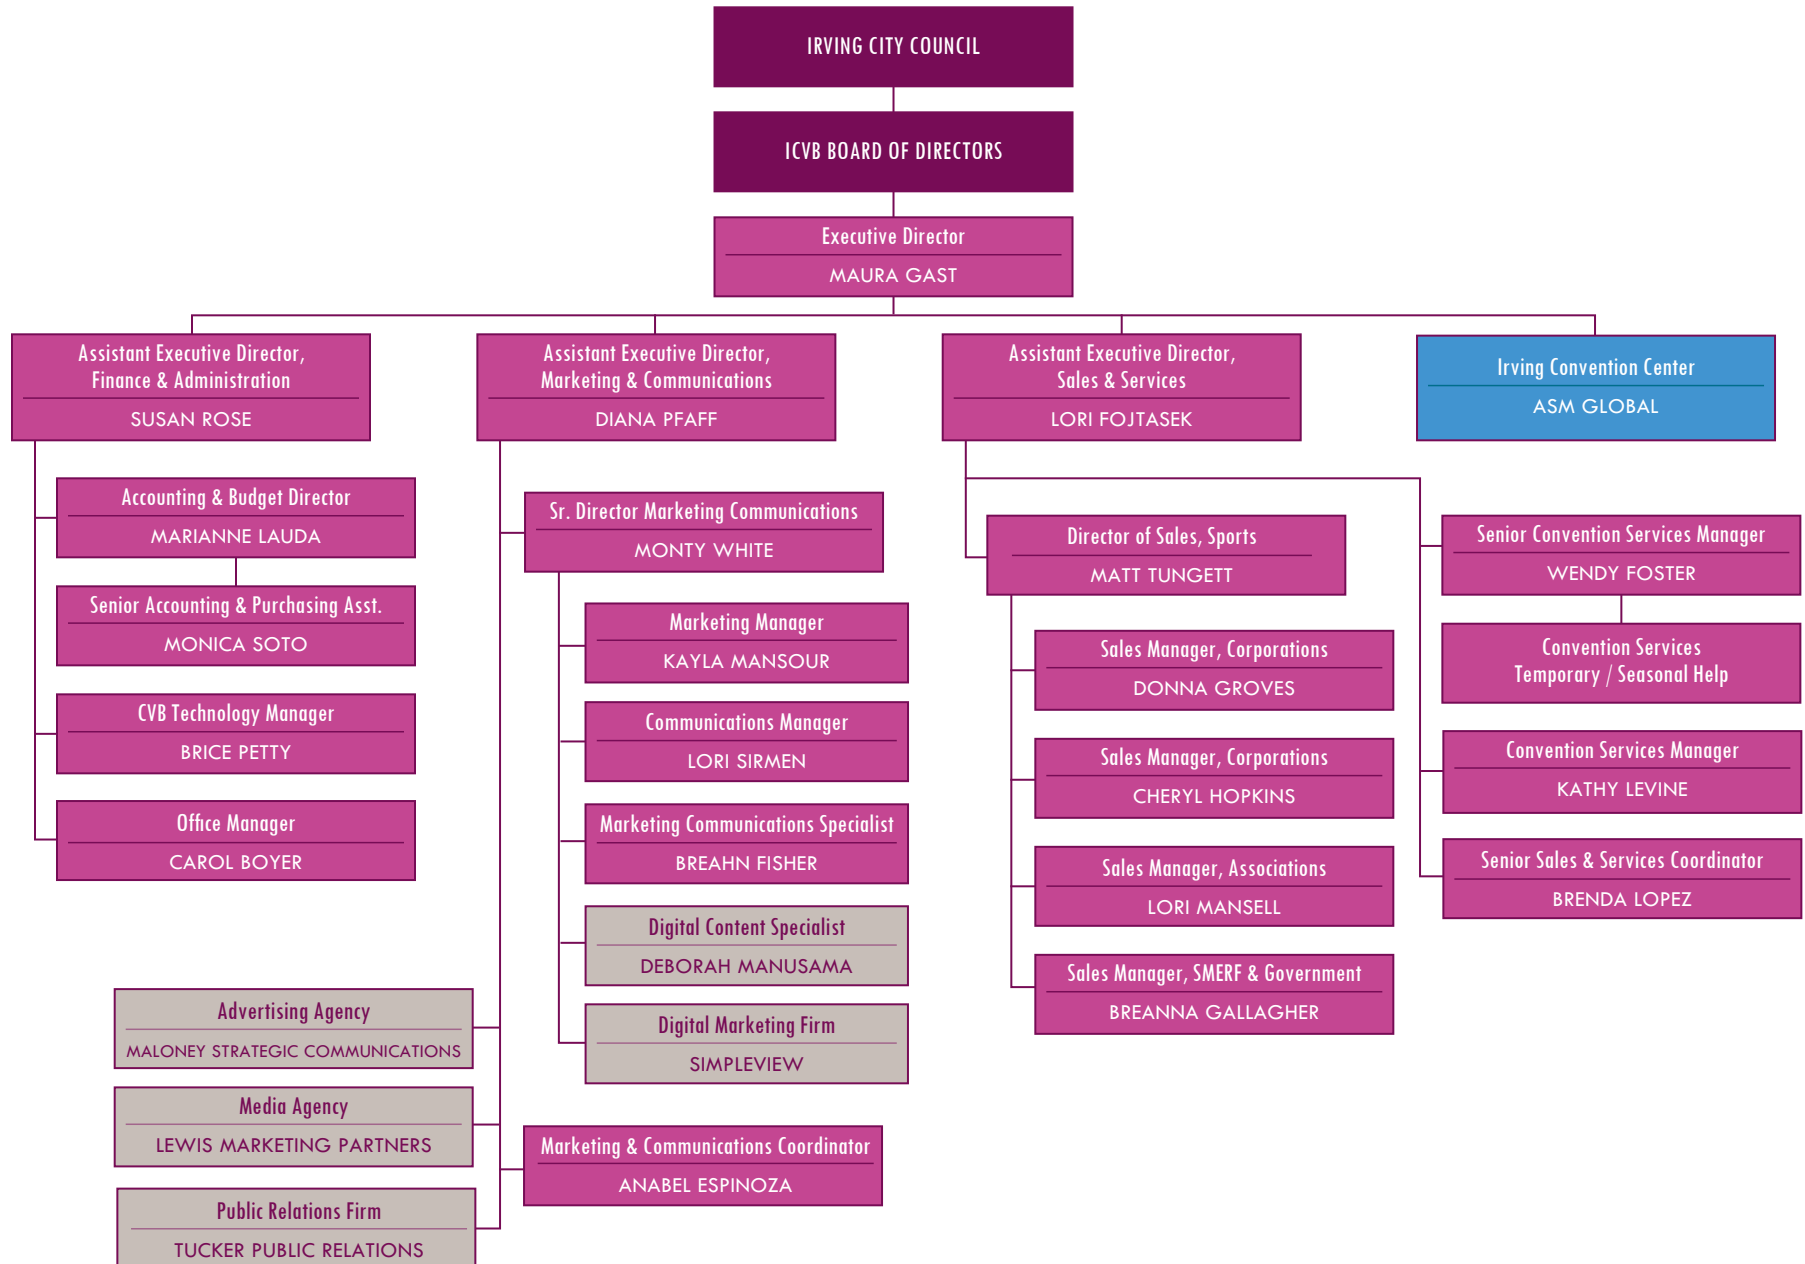 IRVING CITY COUNCIL
ICVB BOARD OF DIRECTORS
Executive Director
MAURA GAST
Assistant Executive Director,
Finance & Administration
SUSAN ROSE
Accounting & Budget Director
MARIANNE LAUDA
Senior Accounting & Purchasing Asst.
MONICA SOTO
CVB Technology Manager
BRICE PETTY
Office Manager
CAROL BOYER
Assistant Executive Director,
Marketing & Communications
DIANA PFAFF
Sr. Director Marketing Communications
MONTY WHITE
Marketing Manager
KAYLA MANSOUR
Communications Manager
LORI SIRMEN
Marketing Communications Specialist
BREAHN FISHER
Digital Content Specialist
DEBORAH MANUSAMA
Digital Marketing Firm
SIMPLEVIEW
Advertising Agency
MALONEY STRATEGIC COMMUNICATIONS
Media Agency
LEWIS MARKETING PARTNERS
Marketing & Communications Coordinator
ANABEL ESPINOZA
Public Relations Firm
TUCKER PUBLIC RELATIONS
Assistant Executive Director,
Sales & Services
LORI FOJTASEK
Director of Sales, Sports
MATT TUNGETT
Sales Manager, Corporations
DONNA GROVES
Sales Manager, Corporations
CHERYL HOPKINS
Sales Manager, Associations
LORI MANSELL
Sales Manager, SMERF & Government
BREANNA GALLAGHER
Senior Convention Services Manager
WENDY FOSTER
Convention Services
Temporary / Seasonal Help
Convention Services Manager
KATHY LEVINE
Senior Sales & Services Coordinator
BRENDA LOPEZ
Irving Convention Center
ASM GLOBAL